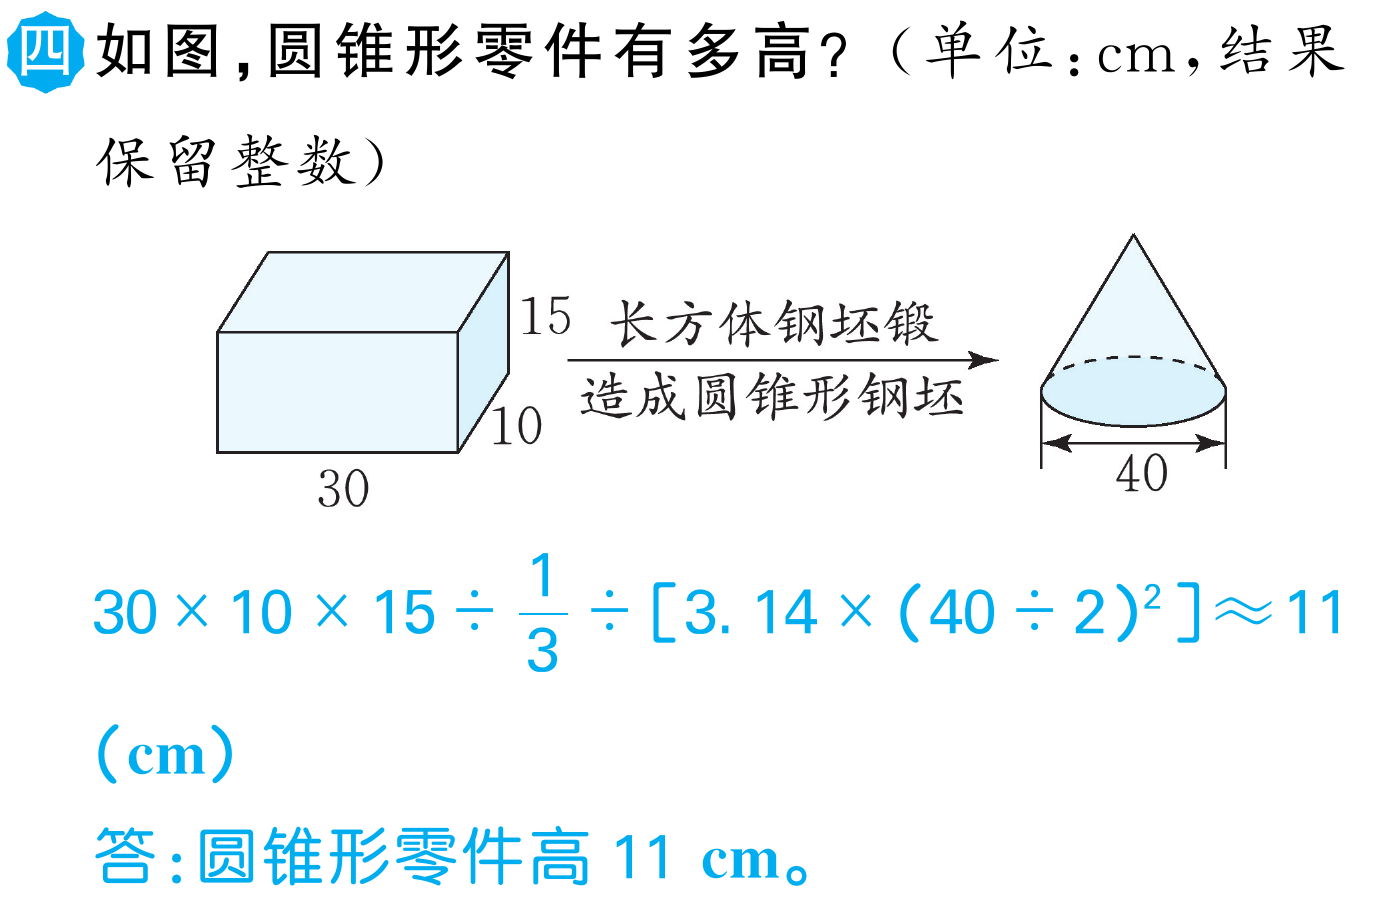 四 如图,圆锥形零件有多高?(单位:cm,结果
保留整数)
15
长方体钢坯锻
造成圆锥形钢坯
10
30
40
30×10×15÷1/3÷[3.14×(40÷2)²]≈11
(cm)
答:圆锥形零件高 11 cm。